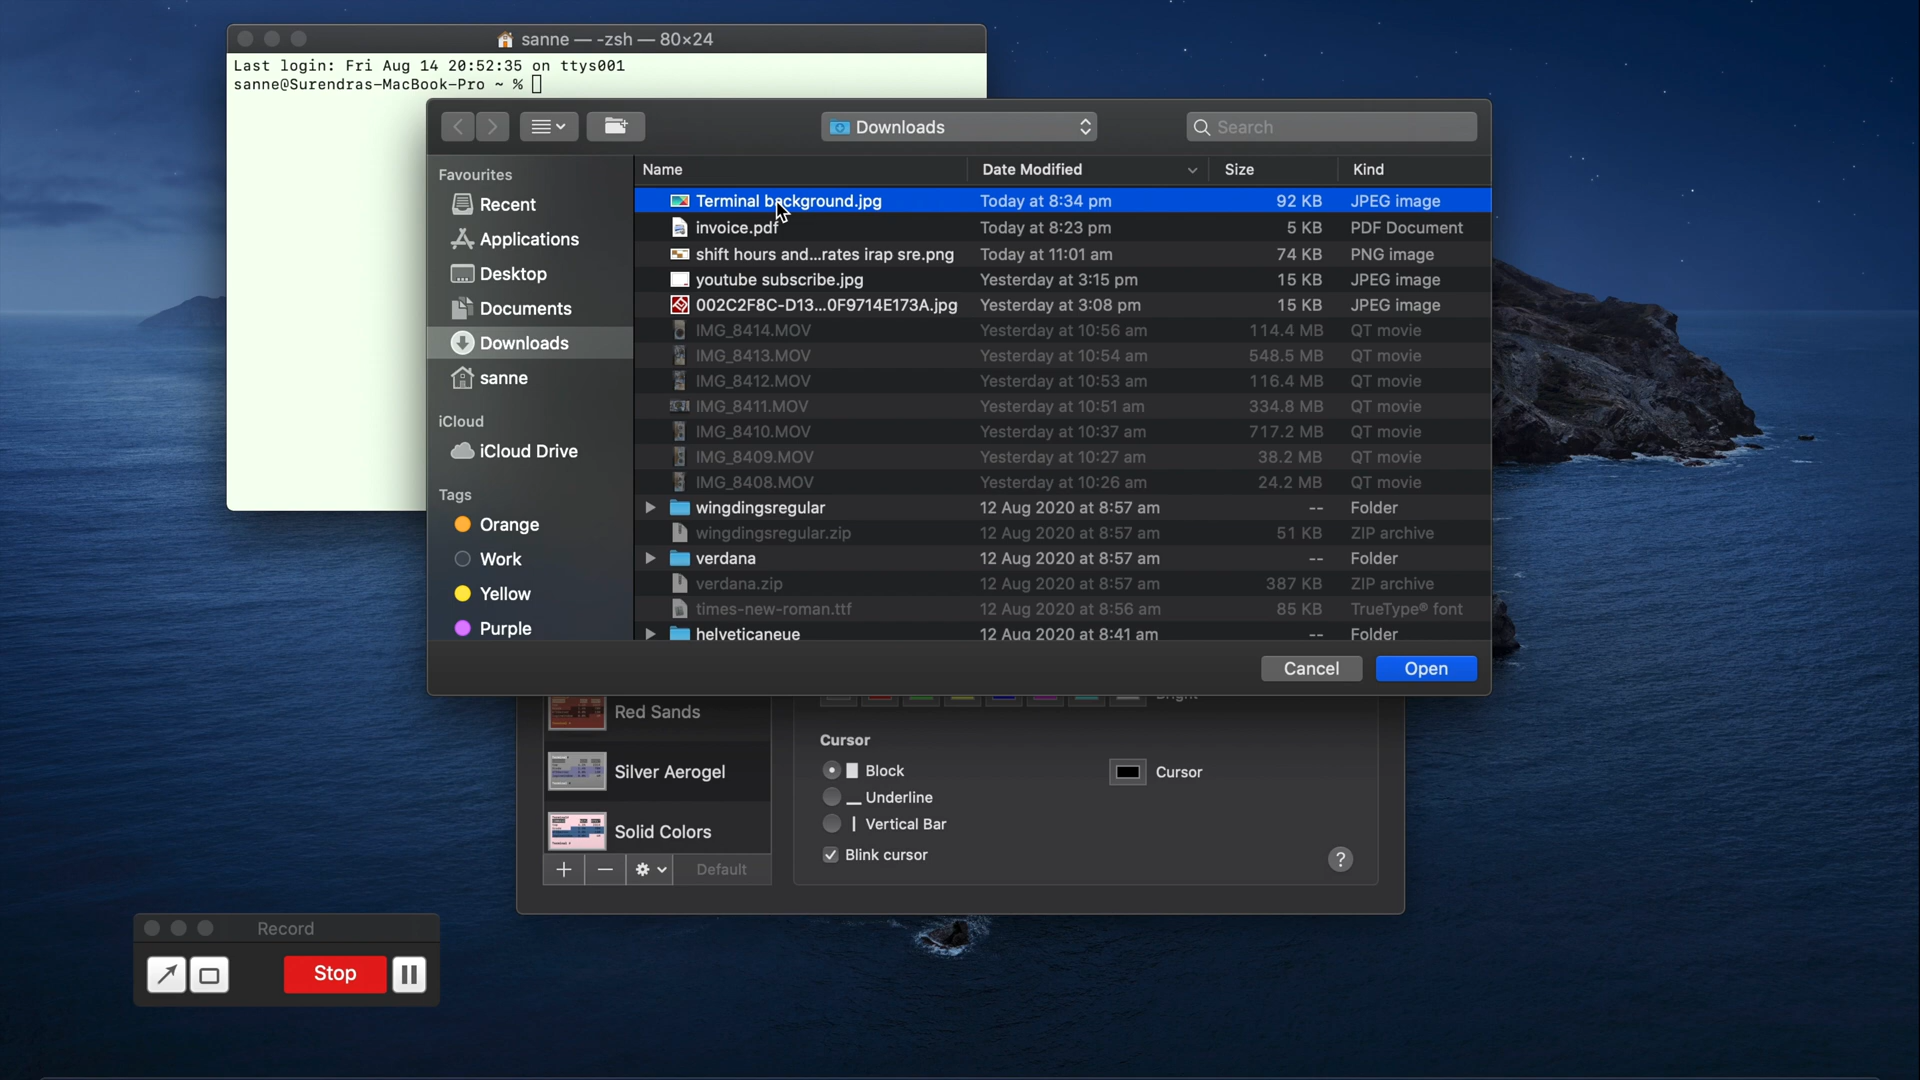 sanne — -zsh — 80×24
Last login: Fri Aug 14 20:52:35 on ttys001
sanne@Surendras-MacBook-Pro ~ %
Downloads
Search
Favourites
Recent
Applications
Desktop
Documents
Downloads
sanne
iCloud
iCloud Drive
Tags
Orange
Work
Yellow
Purple
Name Date Modified Size Kind
Terminal background.jpg Today at 8:34 pm 92 KB JPEG image
invoice.pdf Today at 8:23 pm 5 KB PDF Document
shift hours and...rates irap sre.png Today at 11:01 am 74 KB PNG image
youtube subscribe.jpg Yesterday at 3:15 pm 15 KB JPEG image
002C2F8C-D13...0F9714E173A.jpg Yesterday at 3:08 pm 15 KB JPEG image
IMG_8414.MOV Yesterday at 10:56 am 114.4 MB QT movie
IMG_8413.MOV Yesterday at 10:54 am 548.5 MB QT movie
IMG_8412.MOV Yesterday at 10:53 am 116.4 MB QT movie
IMG_8411.MOV Yesterday at 10:51 am 334.8 MB QT movie
IMG_8410.MOV Yesterday at 10:37 am 717.2 MB QT movie
IMG_8409.MOV Yesterday at 10:27 am 38.2 MB QT movie
IMG_8408.MOV Yesterday at 10:26 am 24.2 MB QT movie
wingdingsregular 12 Aug 2020 at 8:57 am -- Folder
wingdingsregular.zip 12 Aug 2020 at 8:57 am 51 KB ZIP archive
verdana 12 Aug 2020 at 8:57 am -- Folder
verdana.zip 12 Aug 2020 at 8:57 am 387 KB ZIP archive
times-new-roman.ttf 12 Aug 2020 at 8:56 am 85 KB TrueType® font
helveticaneue 12 Aug 2020 at 8:41 am -- Folder
Cancel Open
Red Sands
Silver Aerogel
Solid Colors
Default
Bright
Cursor
Block
Underline
Vertical Bar
Blink cursor
Cursor
?
Record
Stop